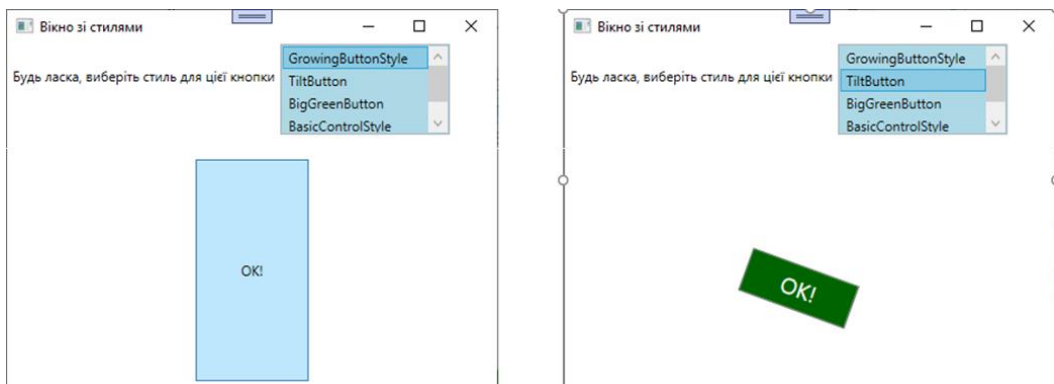 Вікно зі стилями
Будь ласка, виберіть стиль для цієї кнопки
GrowingButtonStyle
TiltButton
BigGreenButton
BasicControlStyle
OK!
Вікно зі стилями
Будь ласка, виберіть стиль для цієї кнопки
GrowingButtonStyle
TiltButton
BigGreenButton
BasicControlStyle
OK!